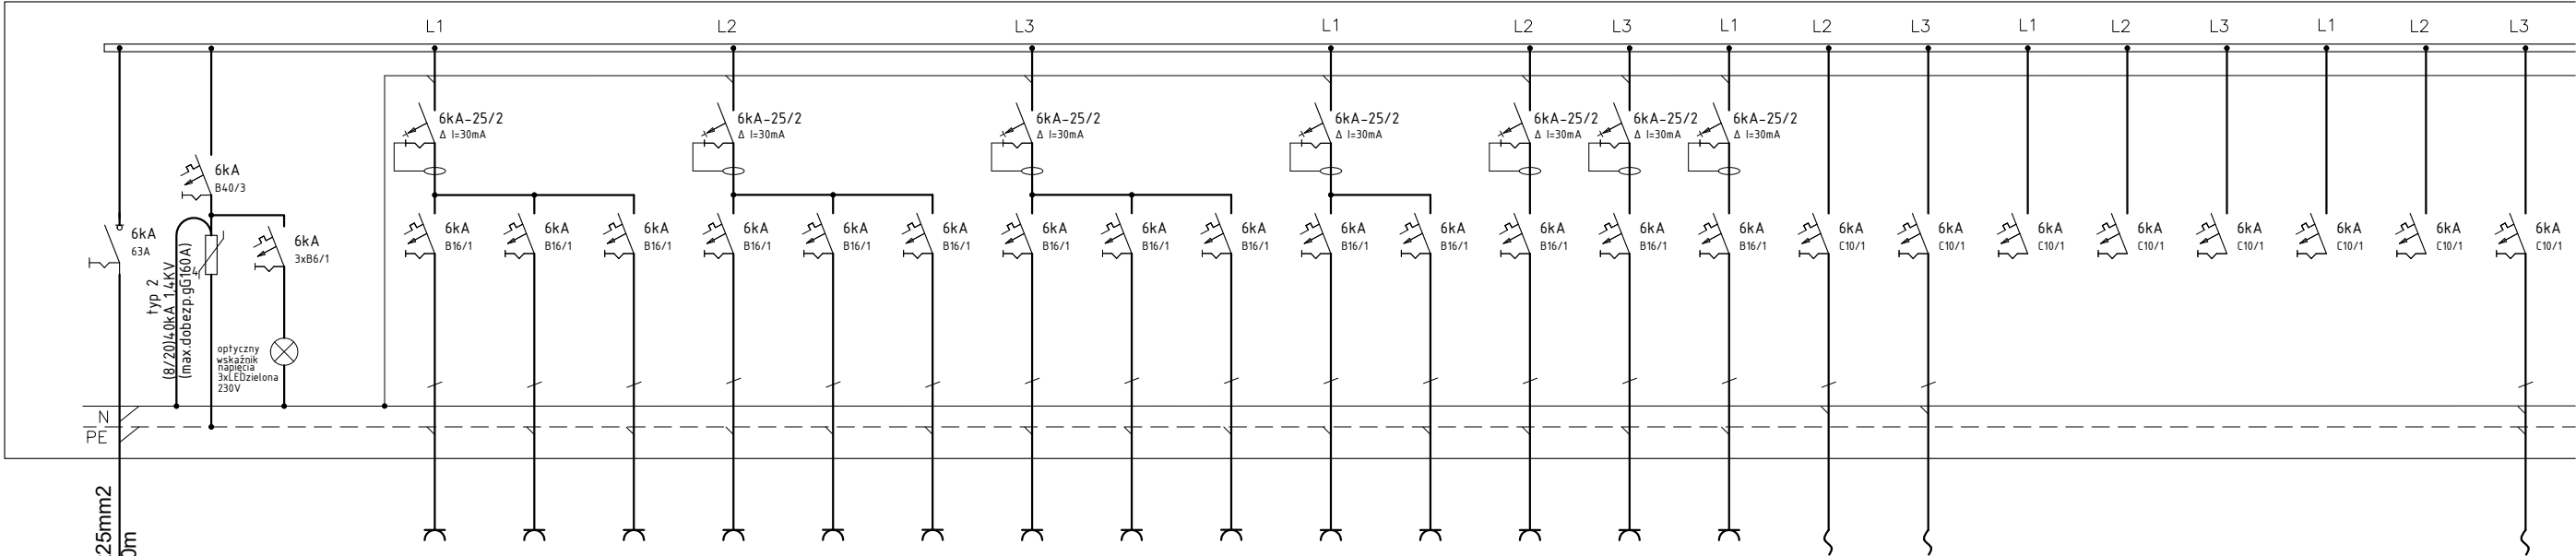 L1 L2 L3 L1 L2 L3 L1 L2 L3 L1 L2 L3 L1 L2 L3
6kA-25/2 6kA-25/2 6kA-25/2 6kA-25/2 6kA-25/2 6kA-25/2 6kA-25/2
Δ I=30mA Δ I=30mA Δ I=30mA Δ I=30mA Δ I=30mA Δ I=30mA Δ I=30mA
6kA
B40/3
6kA
63A
typ 2
(8/20)40kA 1.4KV
(max.dobezp.gG160A)
4
6kA
3xB6/1
optyczny
wskaźnik
napięcia
3xLEDzielona
230V
6kA 6kA 6kA 6kA 6kA 6kA 6kA 6kA 6kA 6kA 6kA 6kA 6kA 6kA 6kA 6kA 6kA 6kA 6kA 6kA 6kA 6kA
B16/1 B16/1 B16/1 B16/1 B16/1 B16/1 B16/1 B16/1 B16/1 B16/1 B16/1 B16/1 B16/1 B16/1 C10/1 C10/1 C10/1 C10/1 C10/1 C10/1 C10/1 C10/1
N
PE
25mm2
0m